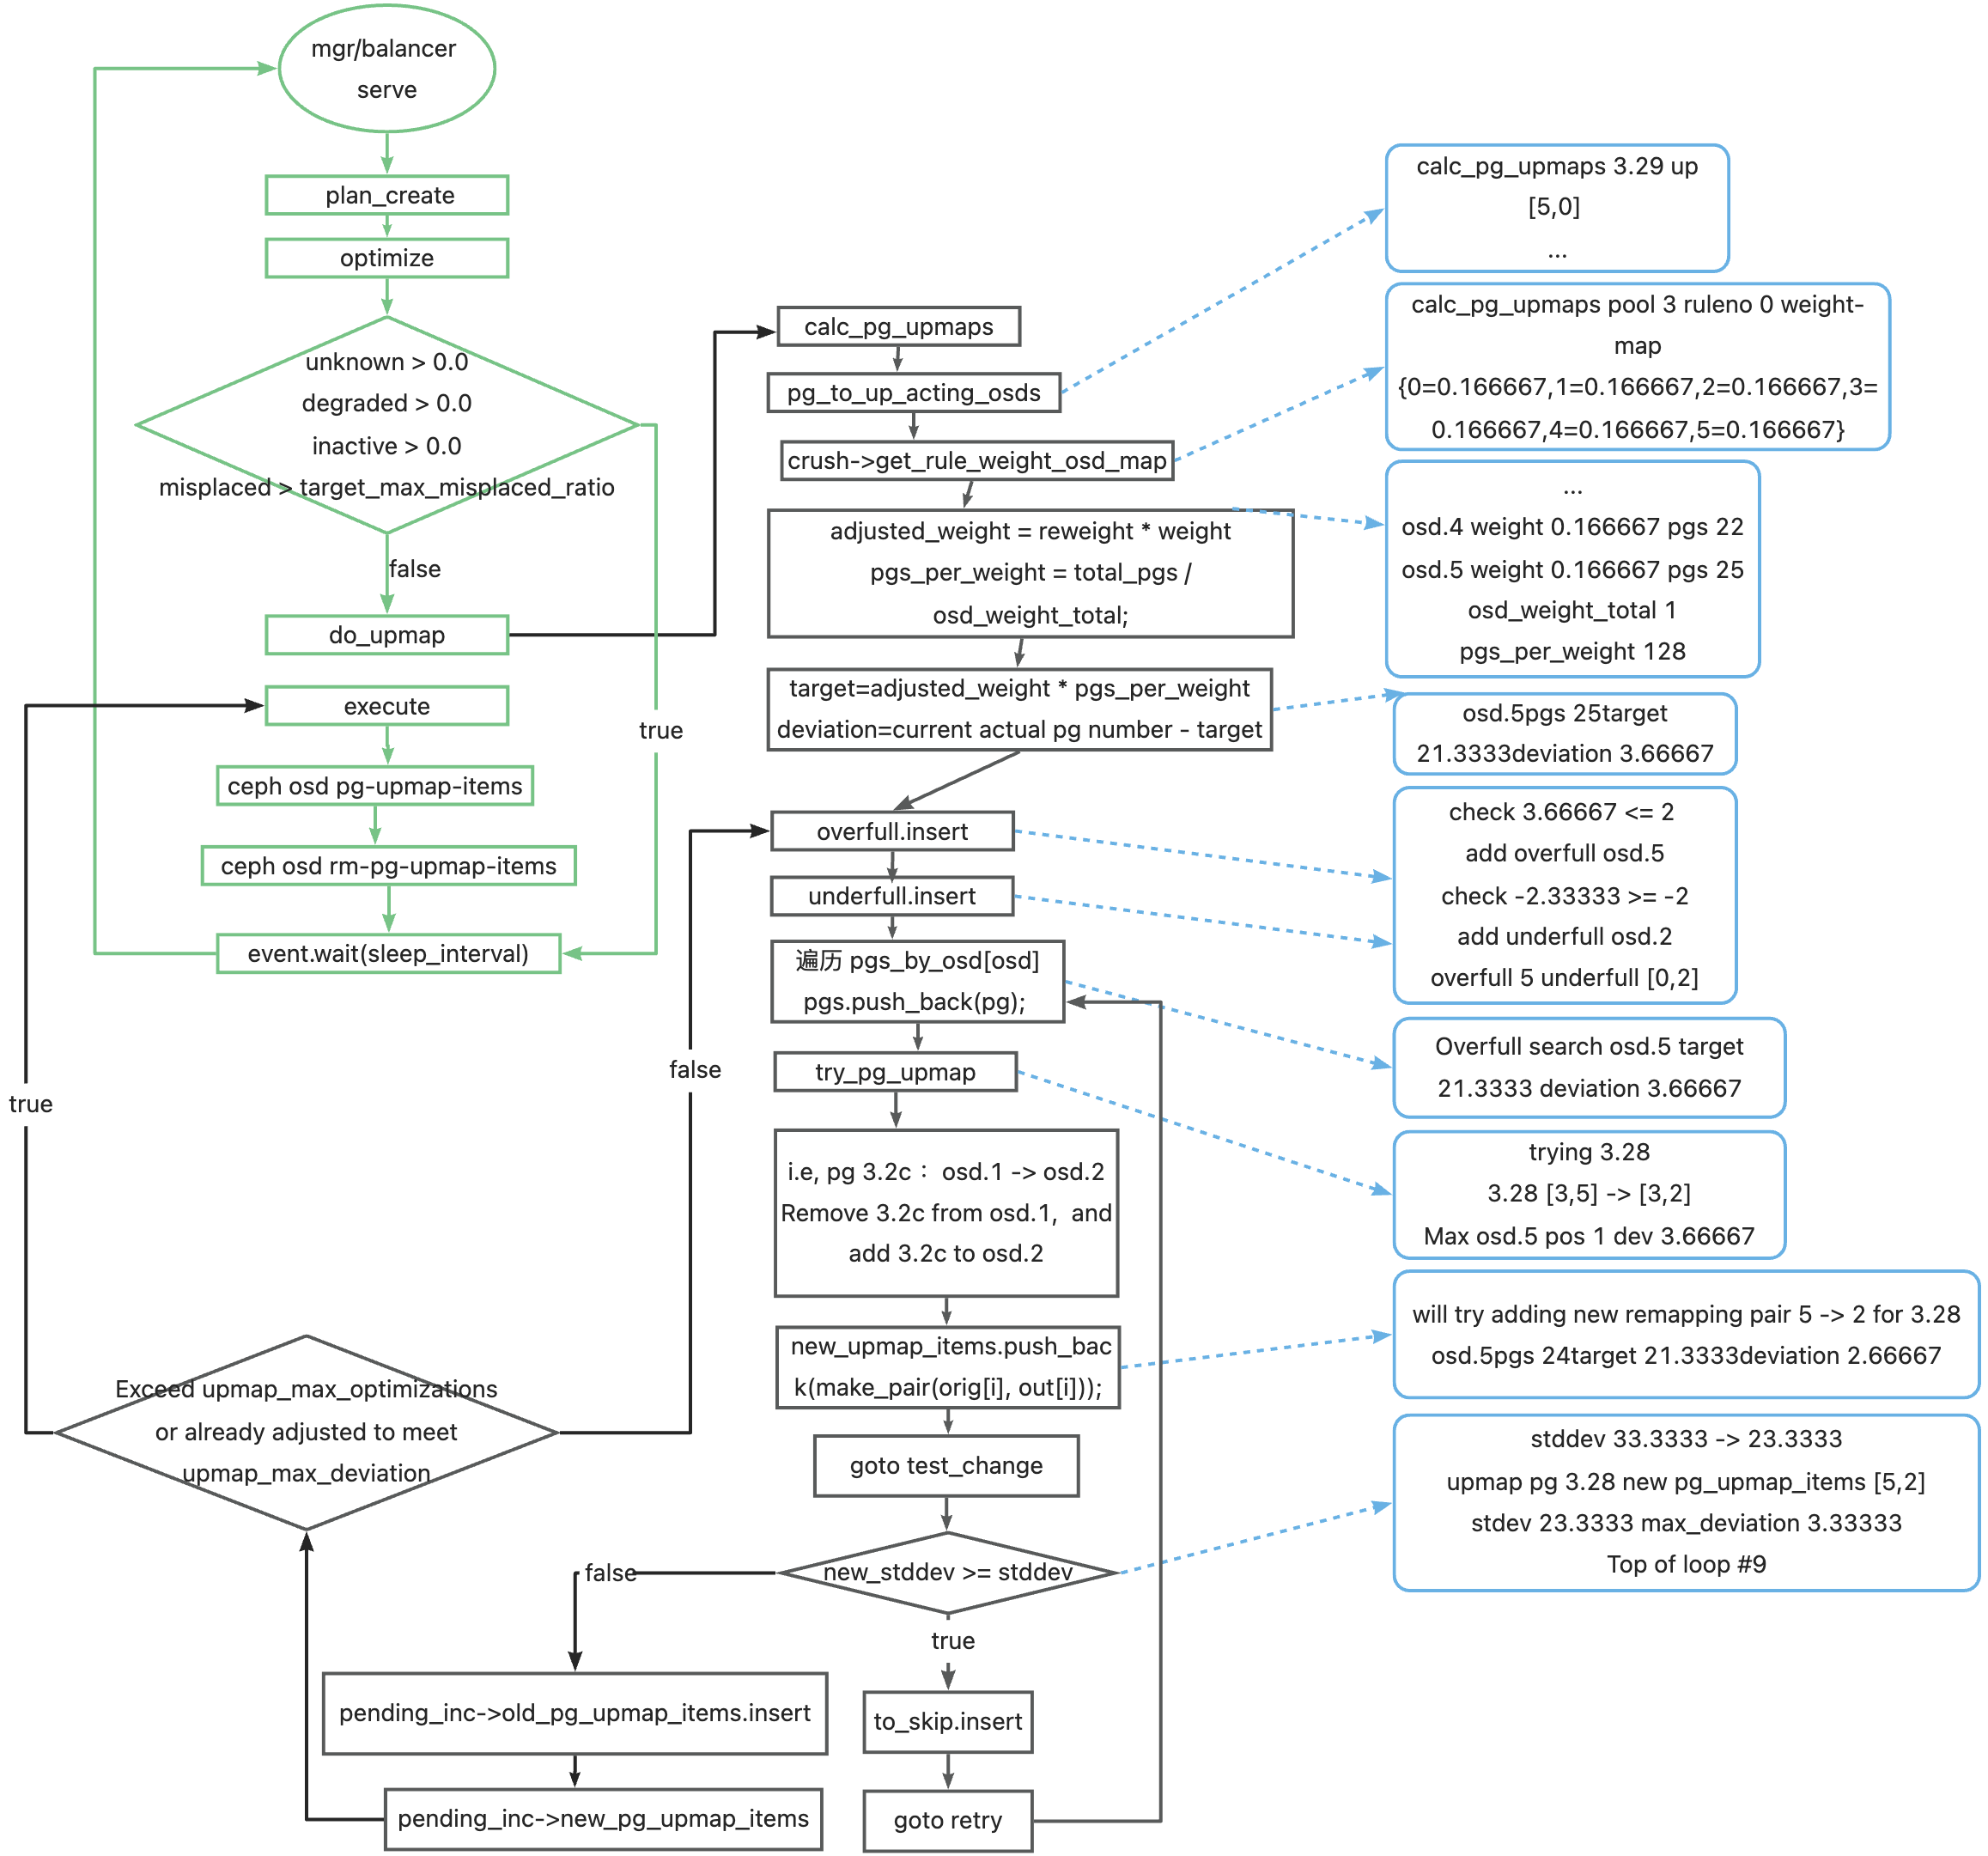 mgr/balancer
serve
plan_create
optimize
unknown > 0.0
degraded > 0.0
inactive > 0.0
misplaced > target_max_misplaced_ratio
false
do_upmap
execute
true
ceph osd pg-upmap-items
ceph osd rm-pg-upmap-items
event.wait(sleep_interval)
true
false
Exceed upmap_max_optimizations
or already adjusted to meet
upmap_max_deviation
calc_pg_upmaps
pg_to_up_acting_osds
crush->get_rule_weight_osd_map
adjusted_weight = reweight * weight
pgs_per_weight = total_pgs /
osd_weight_total;
target=adjusted_weight * pgs_per_weight
deviation=current actual pg number - target
overfull.insert
underfull.insert
遍历 pgs_by_osd[osd]
pgs.push_back(pg);
try_pg_upmap
i.e, pg 3.2c： osd.1 -> osd.2
Remove 3.2c from osd.1, and
add 3.2c to osd.2
new_upmap_items.push_bac
k(make_pair(orig[i], out[i]));
goto test_change
new_stddev >= stddev
false
true
pending_inc->old_pg_upmap_items.insert
pending_inc->new_pg_upmap_items
to_skip.insert
goto retry
calc_pg_upmaps 3.29 up
[5,0]
...
calc_pg_upmaps pool 3 ruleno 0 weight-
map
{0=0.166667,1=0.166667,2=0.166667,3=
0.166667,4=0.166667,5=0.166667}
...
osd.4 weight 0.166667 pgs 22
osd.5 weight 0.166667 pgs 25
osd_weight_total 1
pgs_per_weight 128
osd.5pgs 25target
21.3333deviation 3.66667
check 3.66667 <= 2
add overfull osd.5
check -2.33333 >= -2
add underfull osd.2
overfull 5 underfull [0,2]
Overfull search osd.5 target
21.3333 deviation 3.66667
trying 3.28
3.28 [3,5] -> [3,2]
Max osd.5 pos 1 dev 3.66667
will try adding new remapping pair 5 -> 2 for 3.28
osd.5pgs 24target 21.3333deviation 2.66667
stddev 33.3333 -> 23.3333
upmap pg 3.28 new pg_upmap_items [5,2]
stdev 23.3333 max_deviation 3.33333
Top of loop #9